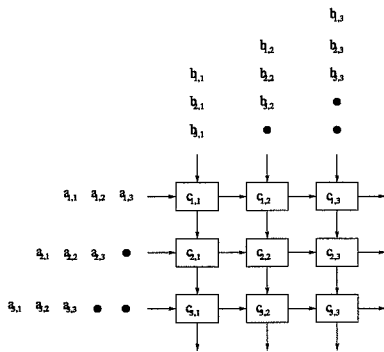 b1,3
b1,2 b2,3
b1,1 b2,2 b3,3
b2,1 b3,2 ●
b3,1 ● ●
a1,1 a1,2 a1,3 c1,1 c1,2 c1,3
a2,1 a2,2 a2,3 ● c2,1 c2,2 c2,3
a3,1 a3,2 a3,3 ● ● c3,1 c3,2 c3,3